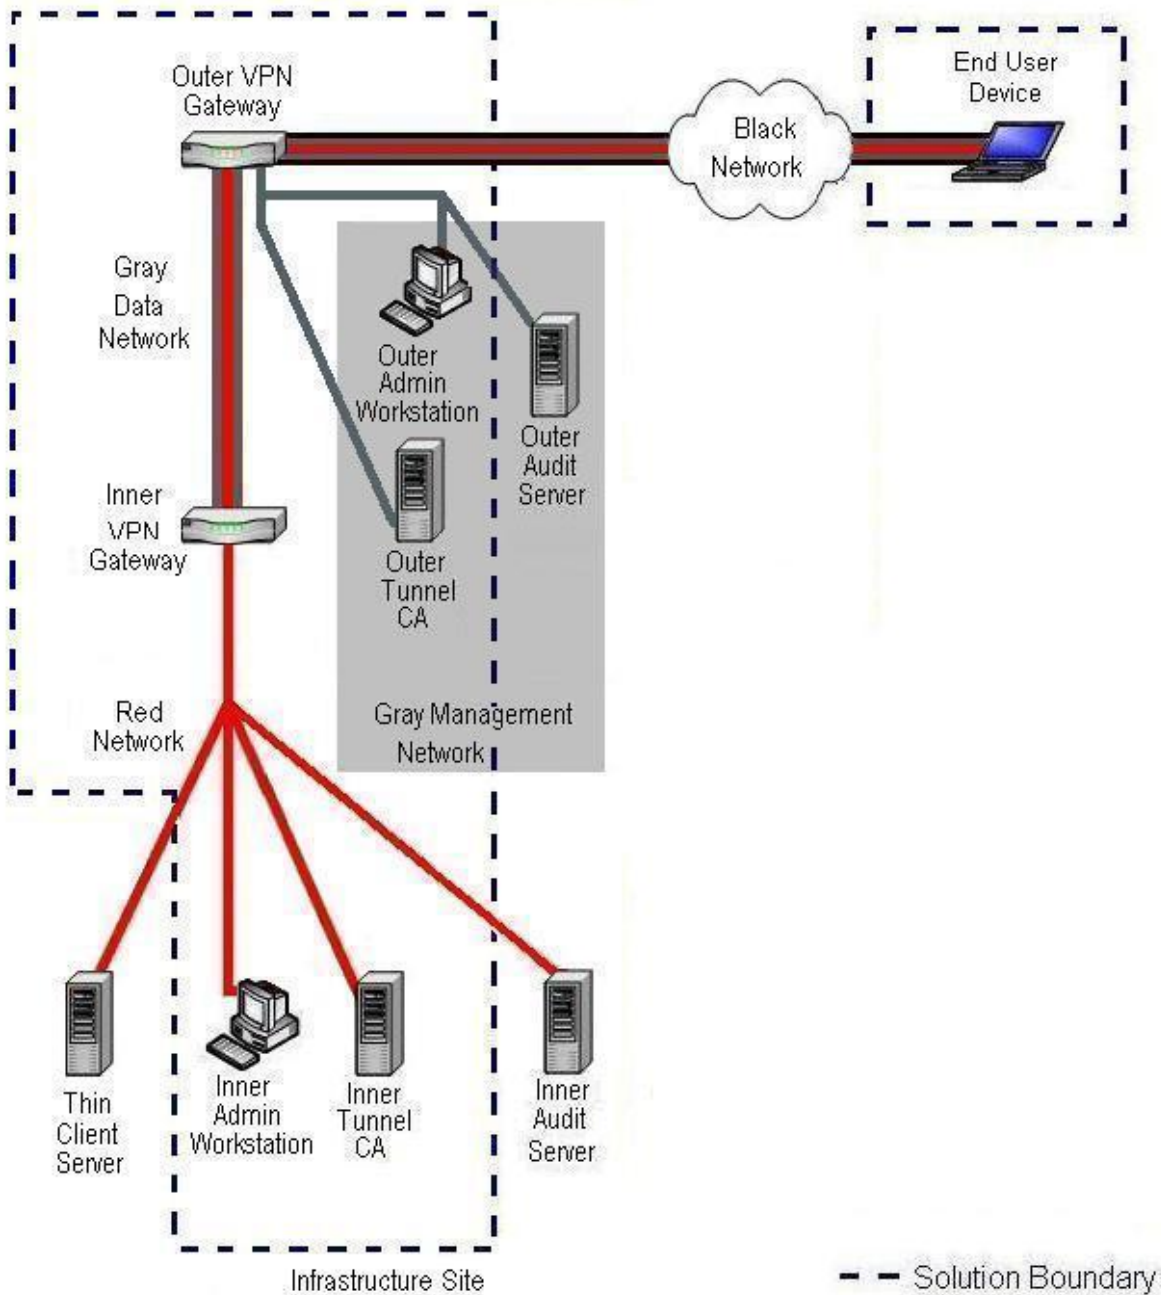 Outer VPN
Gateway
End User
Device
Black
Network
Gray
Data
Network
Outer
Admin
Workstation
Outer
Audit
Server
Inner
VPN
Gateway
Outer
Tunnel
CA
Red
Network
Gray Management
Network
Thin
Client
Server
Inner
Admin
Workstation
Inner
Tunnel
CA
Inner
Audit
Server
Infrastructure Site
Solution Boundary